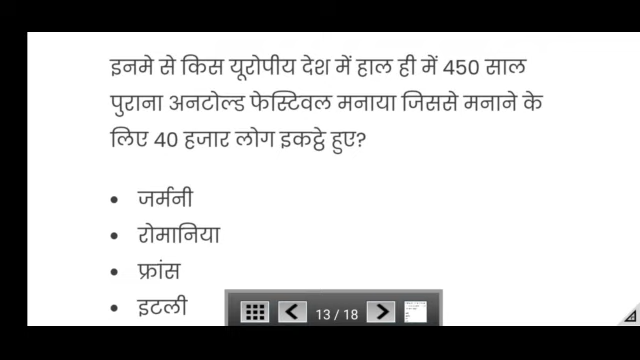 इनमे से किस यूरोपीय देश में हाल ही में 450 साल
पुराना अनटोल्ड फेस्टिवल मनाया जिससे मनाने के
लिए 40 हजार लोग इकट्ठे हुए?
• जर्मनी
• रोमानिया
• फ्रांस
• इटली
13 / 18